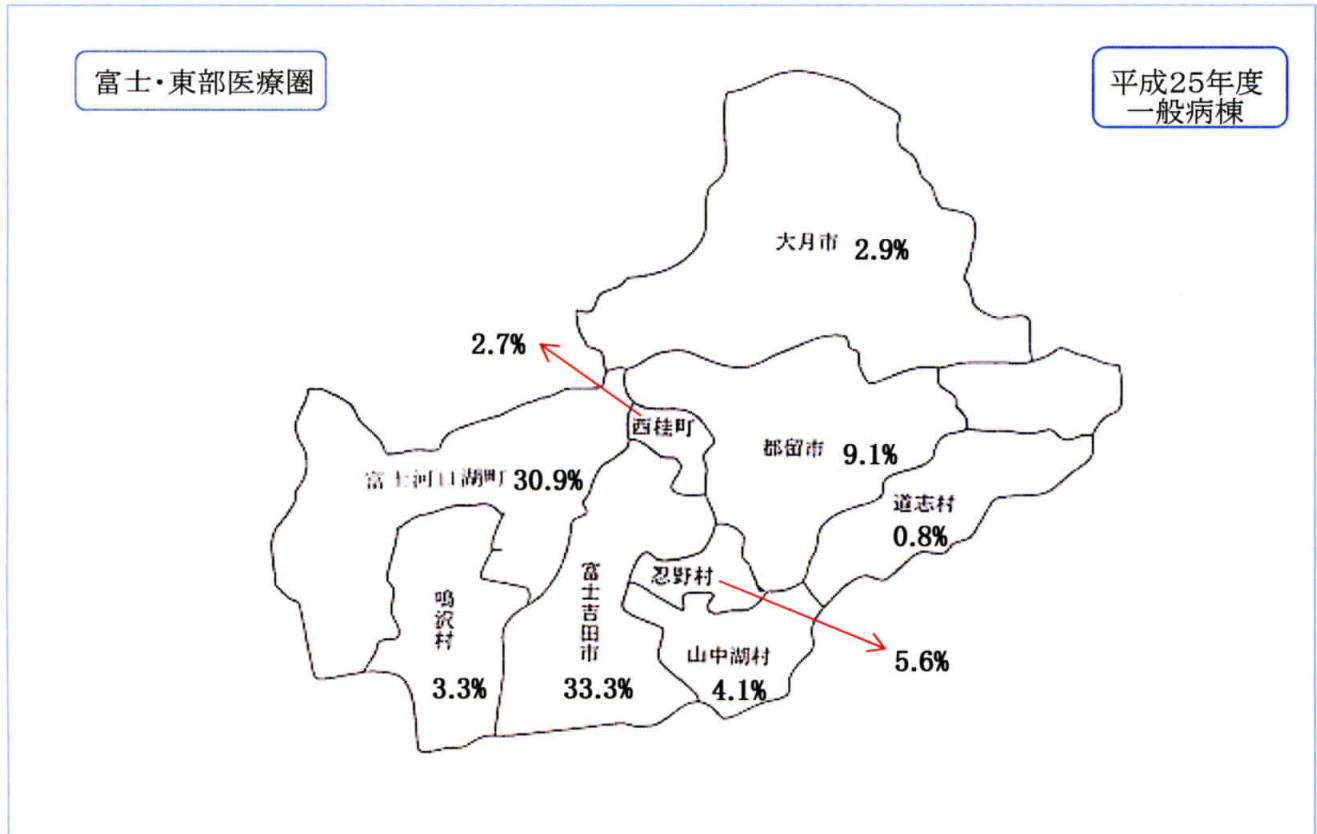 富士・東部医療圏
平成25年度
一般病棟
大月市 2.9%
2.7%
西桂町
都留市 9.1%
富士河口湖町 30.9%
道志村
0.8%
忍野村
5.6%
鳴沢村
3.3%
富士吉田市
33.3%
山中湖村
4.1%